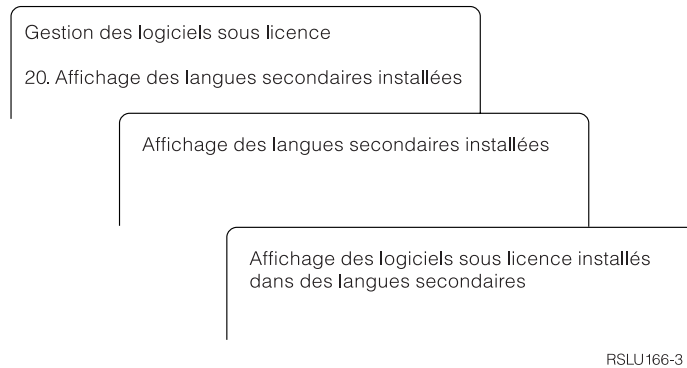 Gestion des logiciels sous licence
20. Affichage des langues secondaires installées
Affichage des langues secondaires installées
Affichage des logiciels sous licence installés
dans des langues secondaires
RSLU166-3